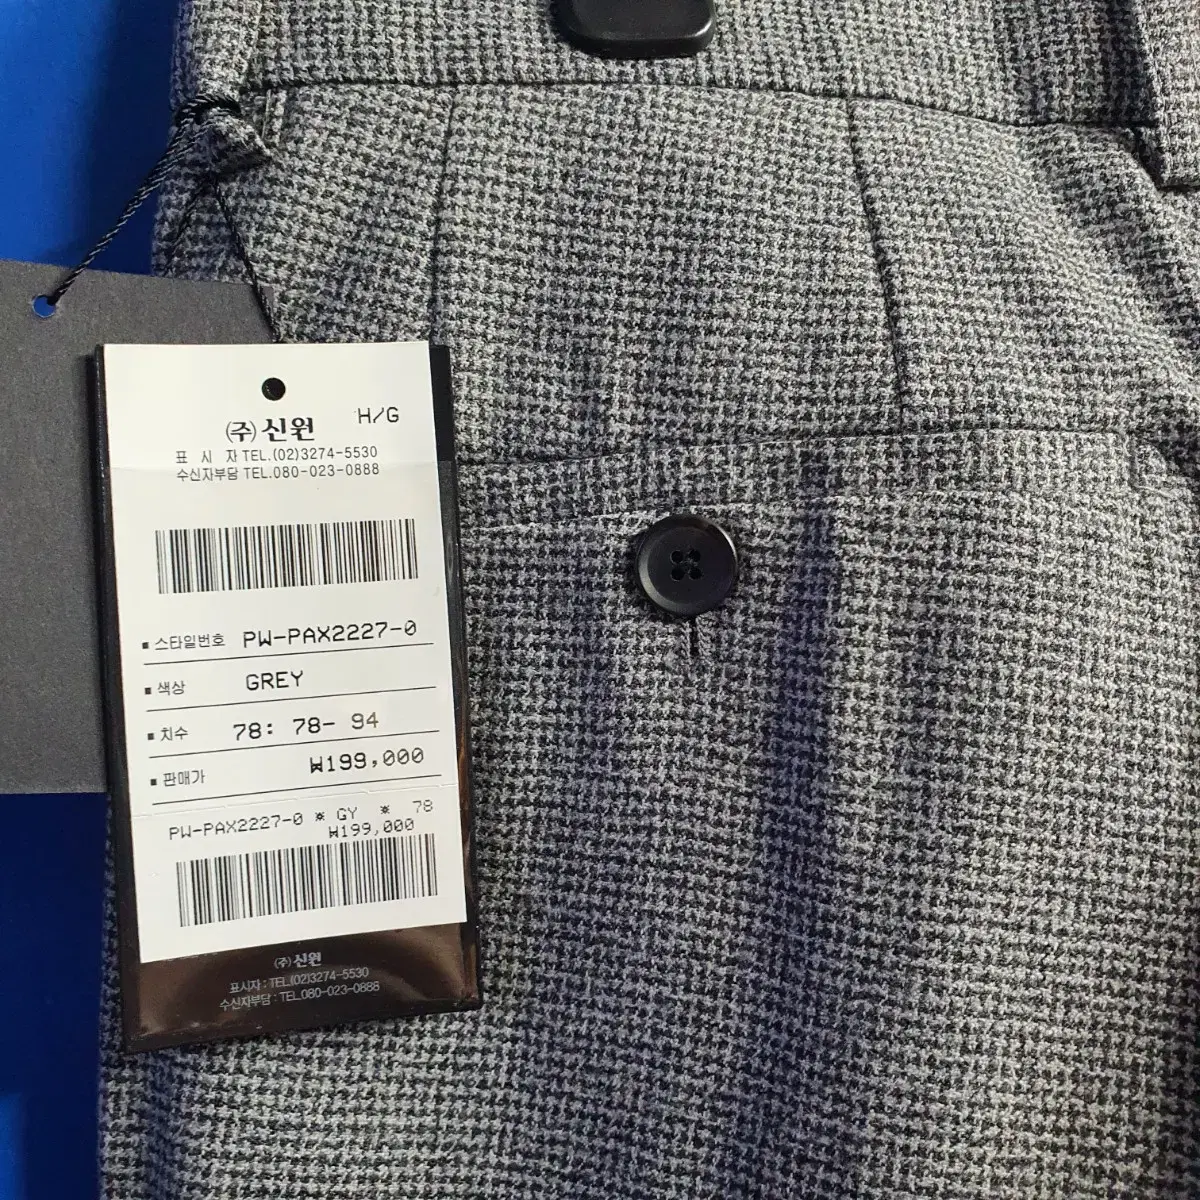 (주)신원 H/G
표 시 자 TEL.(02)3274-5530
수신자부담 TEL.080-023-0888
▪ 스타일번호 PW-PAX2227-0
▪ 색상 GREY
▪ 치수 78: 78- 94
▪ 판매가 ₩199,000
PW-PAX2227-0 * GY * 78
₩199,000
(주)신원
표시자 : TEL.(02)3274-5530
수신자부담 : TEL.080-023-0888